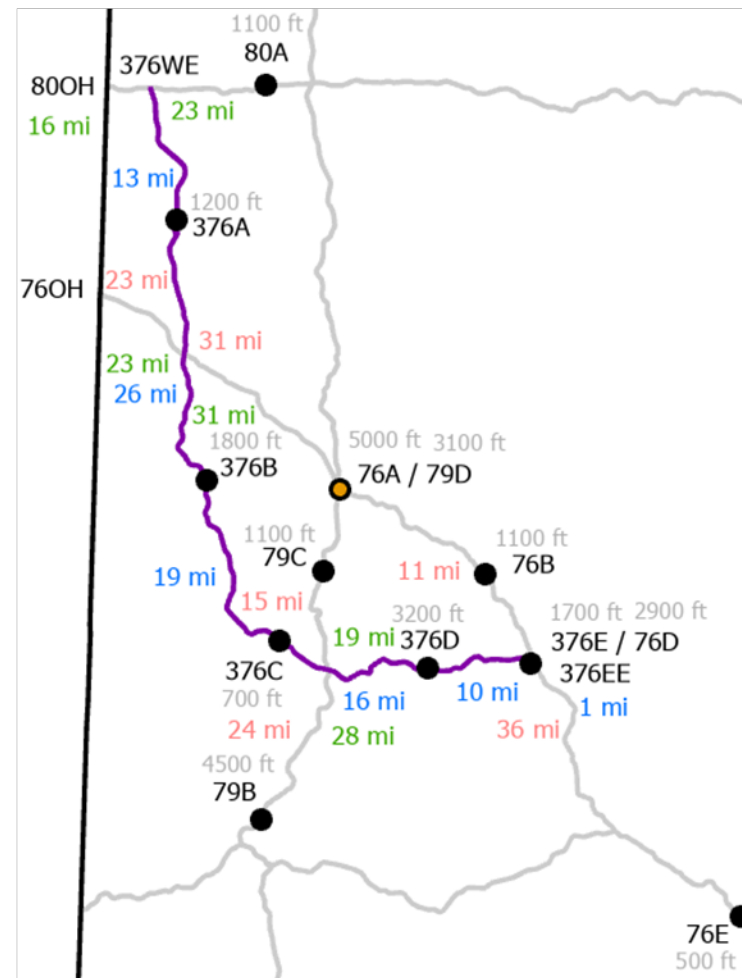 1100 ft
80A
376WE
80OH
23 mi
16 mi
13 mi
1200 ft
376A
23 mi
76OH
31 mi
23 mi
26 mi
31 mi
1800 ft
376B
5000 ft 3100 ft
76A / 79D
1100 ft
79C
1100 ft
76B
11 mi
19 mi
15 mi
19 mi
3200 ft
376D
1700 ft 2900 ft
376E / 76D
376EE
376C
700 ft
16 mi
10 mi
1 mi
24 mi
28 mi
36 mi
4500 ft
79B
76E
500 ft